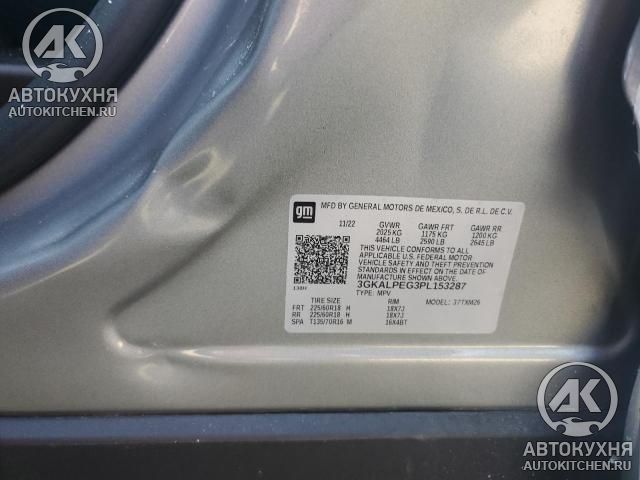 AK
АВТОКУХНЯ
AUTOKITCHEN.RU
gm
MFD BY GENERAL MOTORS DE MEXICO, S. DE R.L. DE C.V.
11/22 GVWR GAWR FRT GAWR RR
2025 KG 1175 KG 1200 KG
4464 LB 2590 LB 2645 LB
THIS VEHICLE CONFORMS TO ALL
APPLICABLE U.S. FEDERAL MOTOR
VEHICLE SAFETY AND THEFT PREVENTION
STANDARDS IN EFFECT ON THE DATE
OF MANUFACTURE SHOWN ABOVE.
3GKALPEG3PL153287
TYPE: MPV
TIRE SIZE RIM MODEL: 37TXM26
FRT 225/60R18 H 18X7J
RR 225/60R18 H 18X7J
SPA T135/70R16 M 16X4BT
AK
АВТОКУХНЯ
AUTOKITCHEN.RU